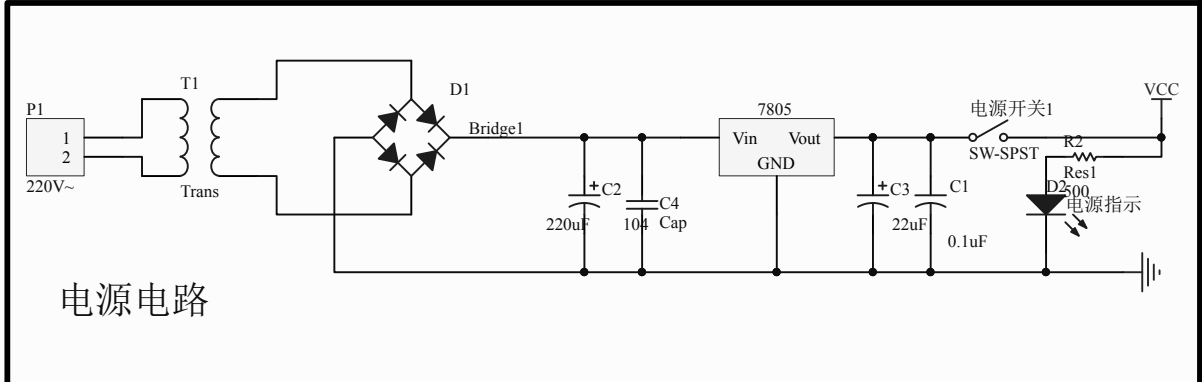 P1
1
2
220V~
T1
Trans
D1
Bridge1
C2
220uF
C4
104
Cap
7805
Vin
Vout
GND
C3
22uF
C1
0.1uF
电源开关1
SW-SPST
VCC
R2
Res1
500
D2
电源指示
电源电路